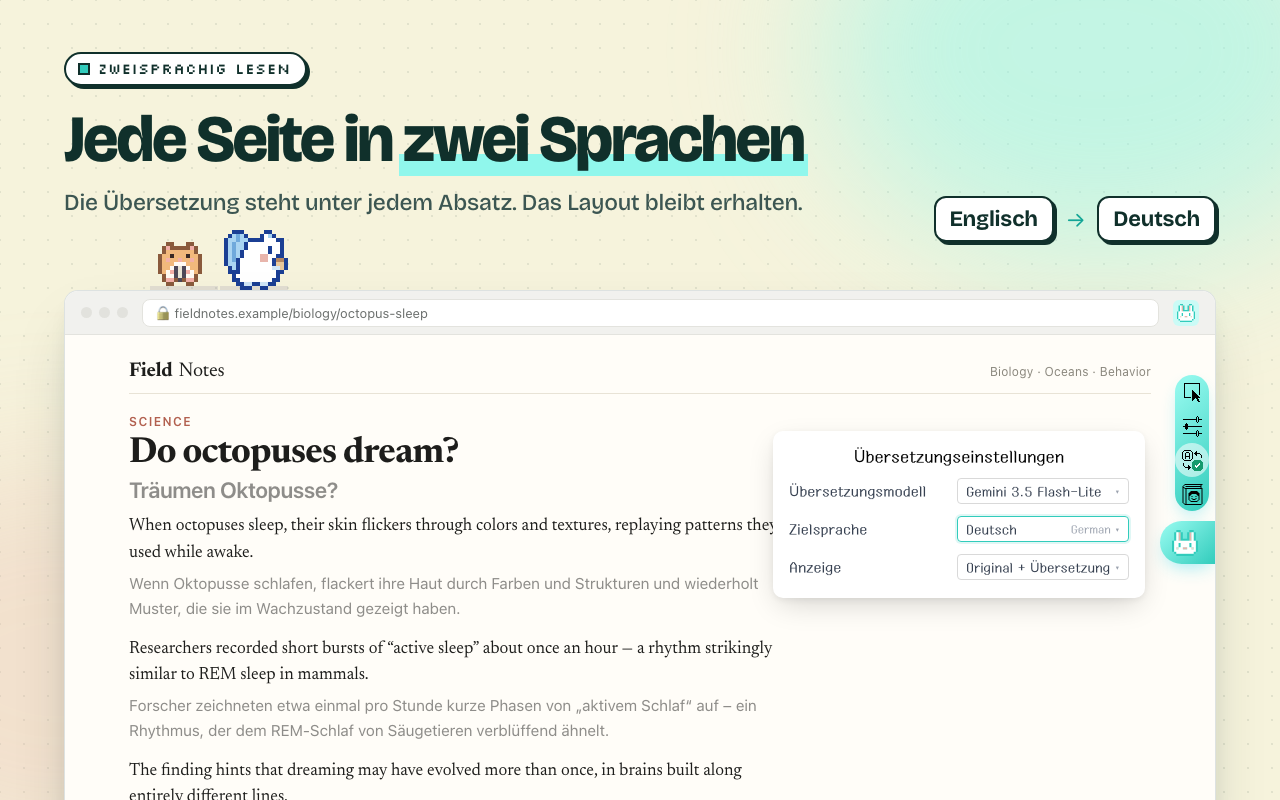 ZWEISPRACHIG LESEN
Jede Seite in zwei Sprachen
Die Übersetzung steht unter jedem Absatz. Das Layout bleibt erhalten.
Englisch → Deutsch
fieldnotes.example/biology/octopus-sleep
Field Notes
Biology · Oceans · Behavior
SCIENCE
Do octopuses dream?
Träumen Oktopusse?
When octopuses sleep, their skin flickers through colors and textures, replaying patterns they
used while awake.
Wenn Oktopusse schlafen, flackert ihre Haut durch Farben und Strukturen und wiederholt
Muster, die sie im Wachzustand gezeigt haben.
Researchers recorded short bursts of “active sleep” about once an hour — a rhythm strikingly
similar to REM sleep in mammals.
Forscher zeichneten etwa einmal pro Stunde kurze Phasen von „aktivem Schlaf“ auf – ein
Rhythmus, der dem REM-Schlaf von Säugetieren verblüffend ähnelt.
The finding hints that dreaming may have evolved more than once, in brains built along
entirely different lines.
Übersetzungseinstellungen
Übersetzungsmodell Gemini 3.5 Flash-Lite
Zielsprache Deutsch German
Anzeige Original + Übersetzung